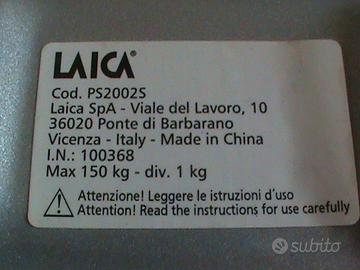 LAICA®
Cod. PS2002S
Laica SpA - Viale del Lavoro, 10
36020 Ponte di Barbarano
Vicenza - Italy - Made in China
I.N.: 100368
Max 150 kg - div. 1 kg
Attenzione! Leggere le istruzioni d'uso
Attention! Read the instructions for use carefully
subito